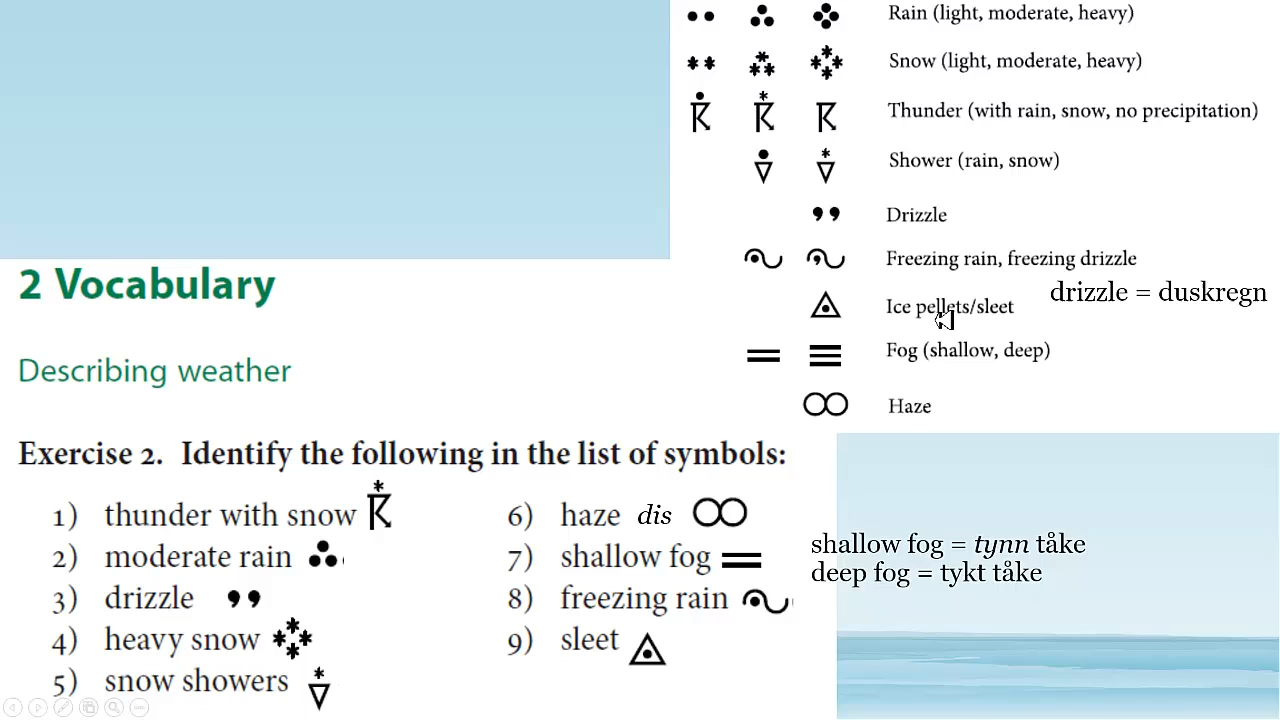 Rain (light, moderate, heavy)
Snow (light, moderate, heavy)
Thunder (with rain, snow, no precipitation)
Shower (rain, snow)
Drizzle
Freezing rain, freezing drizzle
Ice pellets/sleet
drizzle = duskregn
Fog (shallow, deep)
Haze
2 Vocabulary
Describing weather
Exercise 2. Identify the following in the list of symbols:
1) thunder with snow
2) moderate rain
3) drizzle
4) heavy snow
5) snow showers
6) haze dis
7) shallow fog
8) freezing rain
9) sleet
shallow fog = tynn tåke
deep fog = tykt tåke